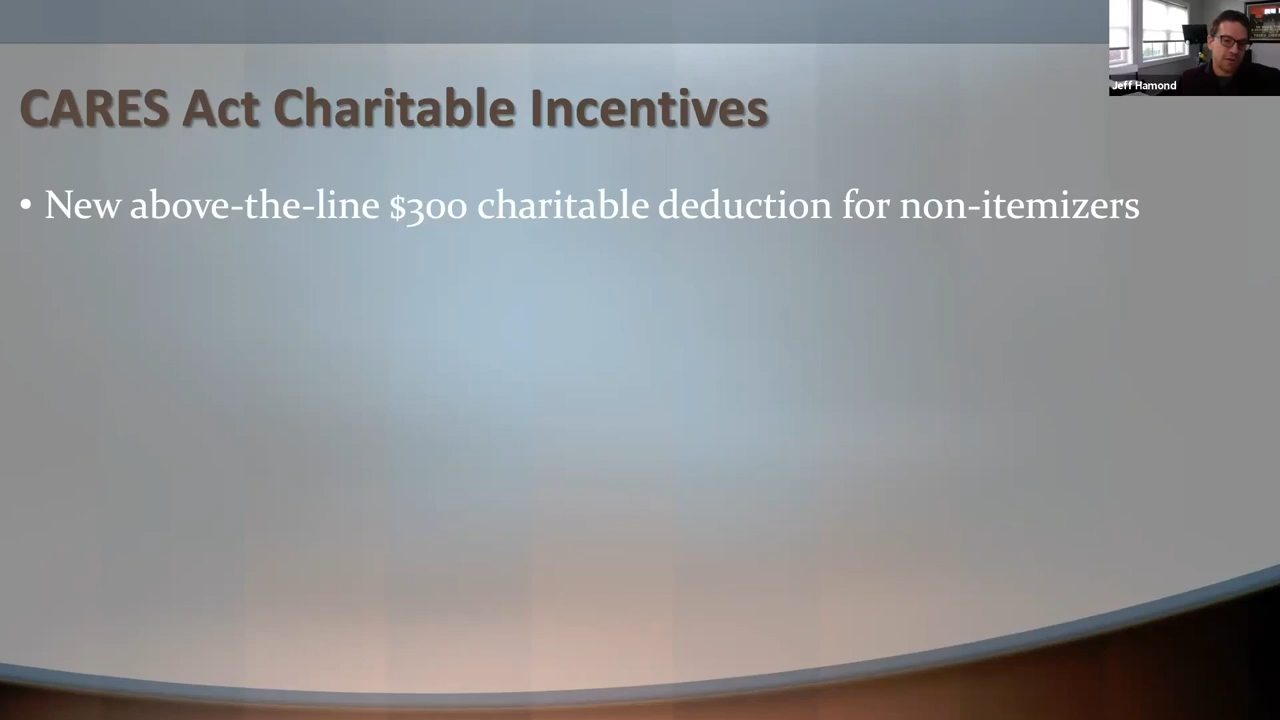 Jeff Hamond
CARES Act Charitable Incentives
• New above-the-line $300 charitable deduction for non-itemizers